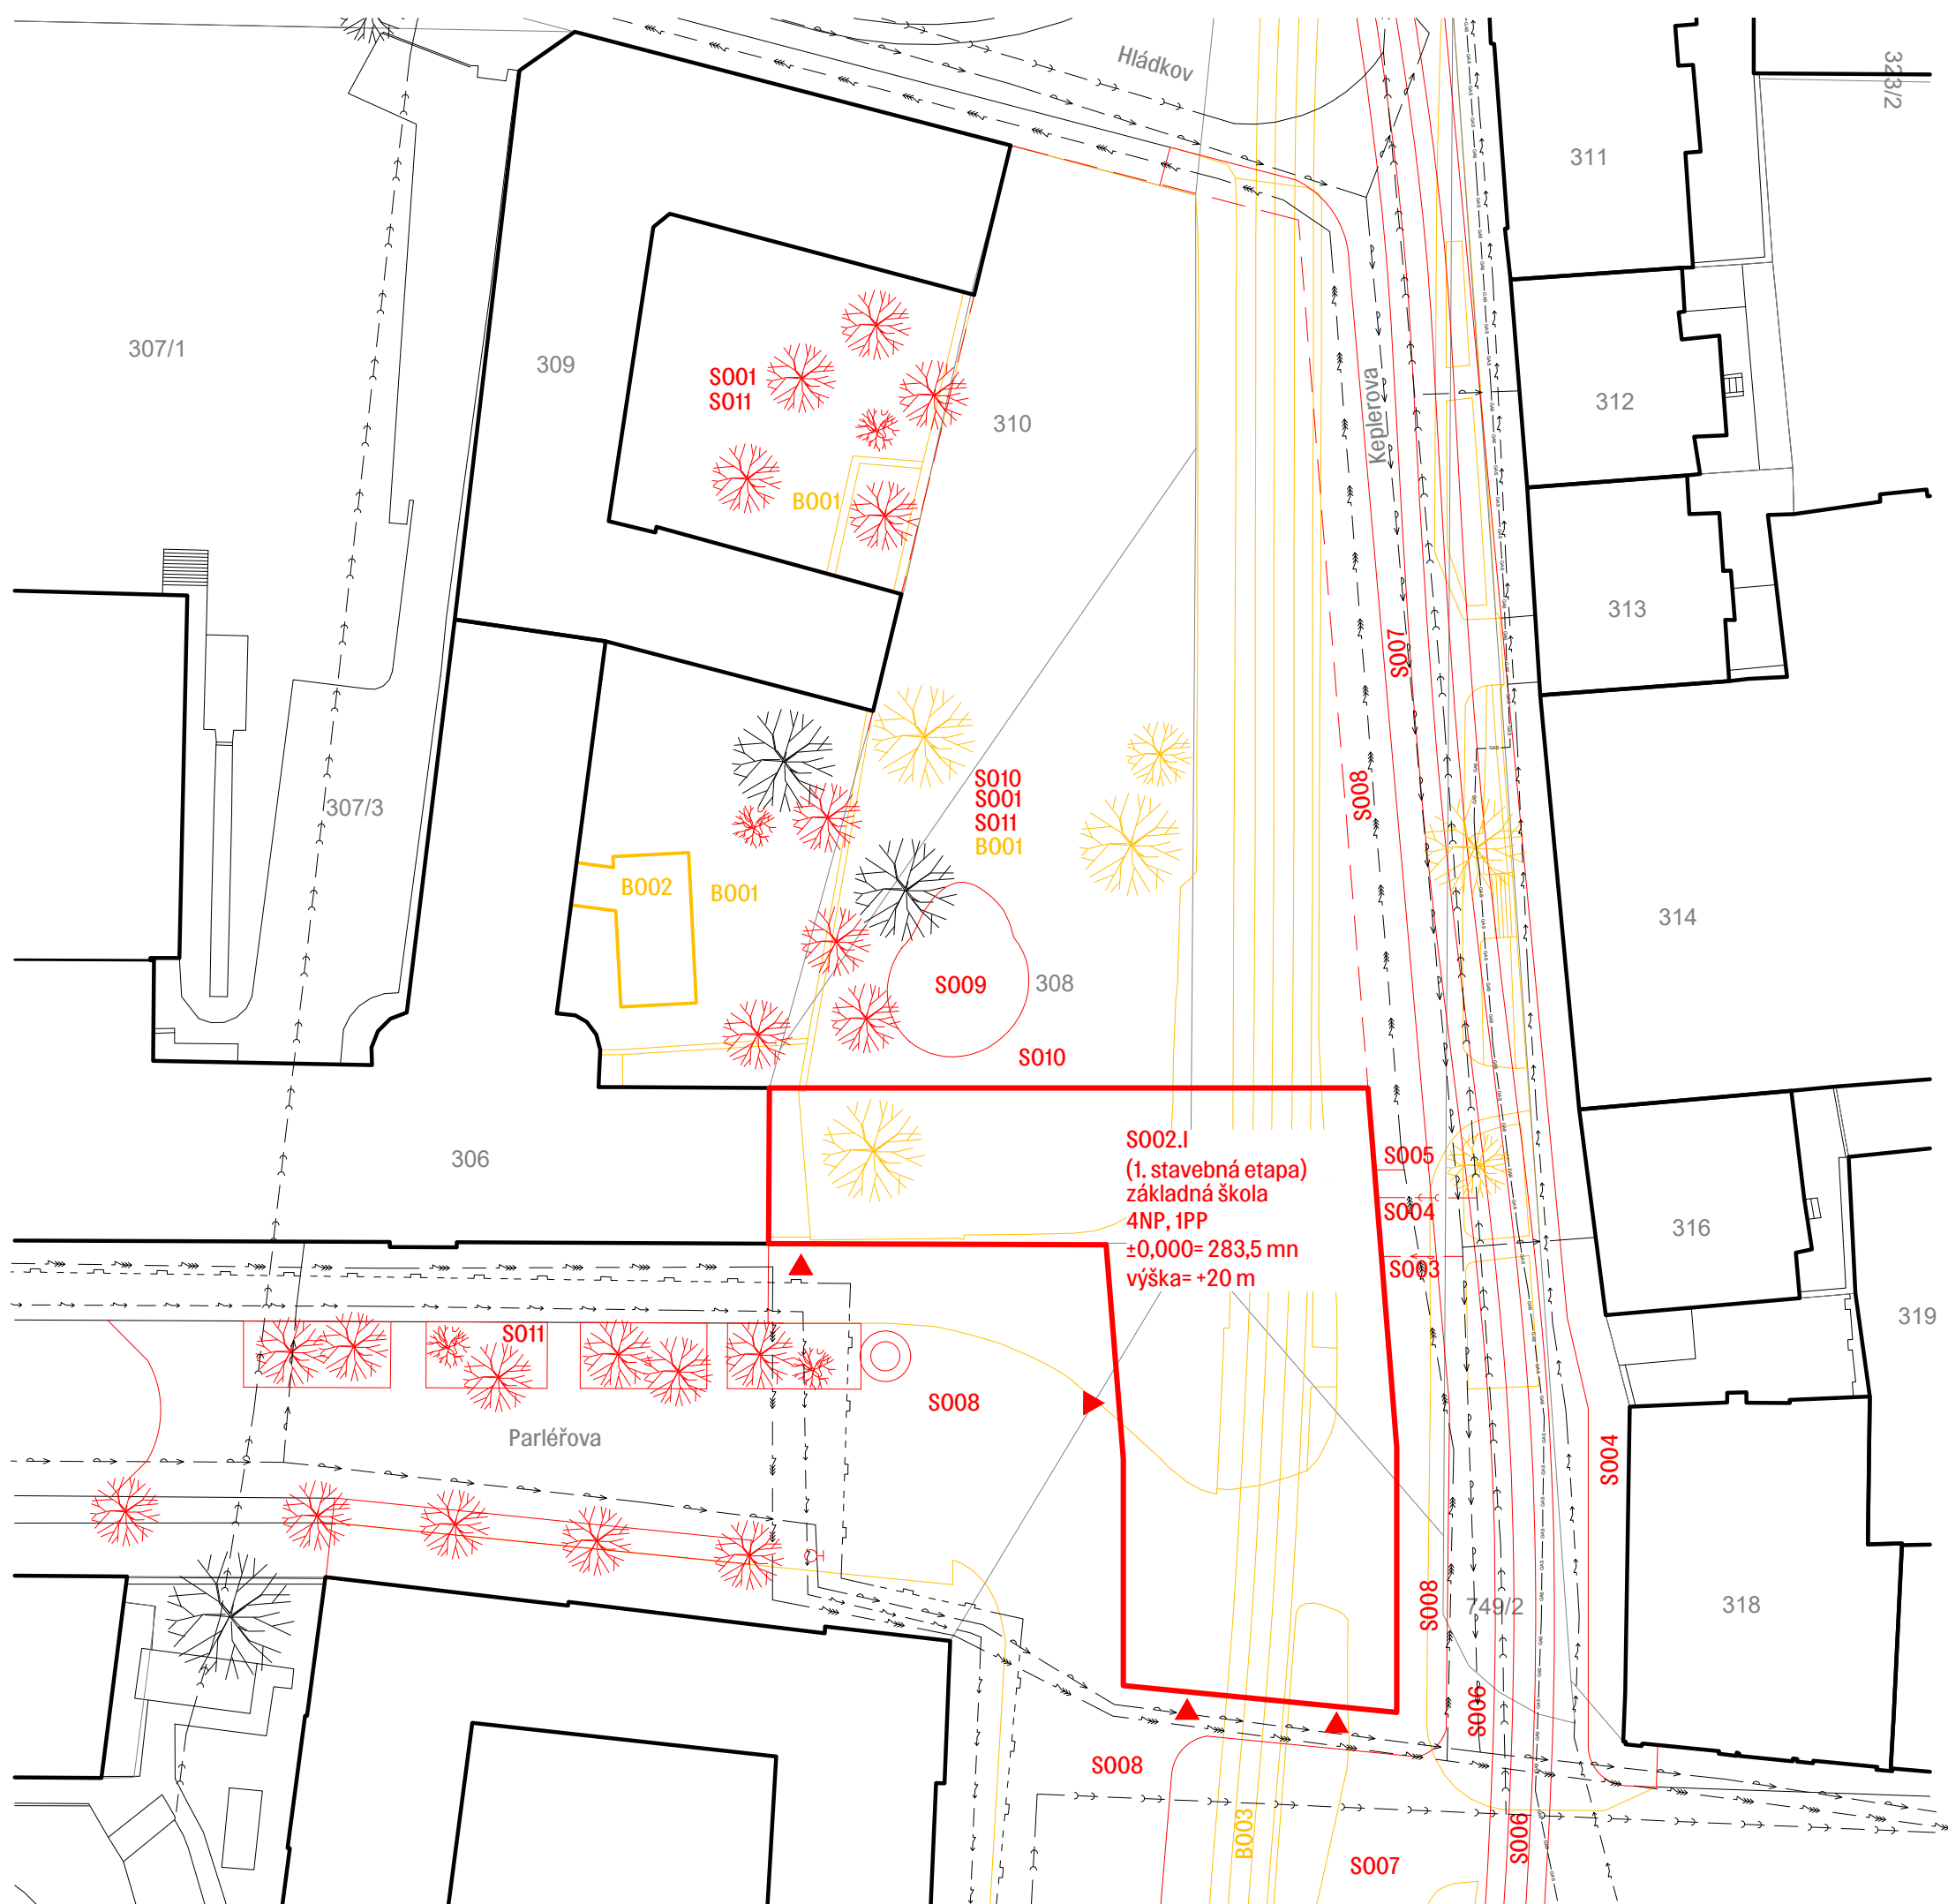 Hládkov
323/2
311
307/1
309
S001
S011
310
Keplerova
312
B001
313
S007
S008
S010
S001
S011
B001
307/3
B002
B001
314
S009
308
S010
306
S002.I
(1. stavebná etapa)
základná škola
4NP, 1PP
±0,000= 283,5 mn
výška= +20 m
S005
S004
S003
316
319
S011
S008
Parléřova
S004
S008
749/2
318
S006
S008
B003
S006
S007
GAS